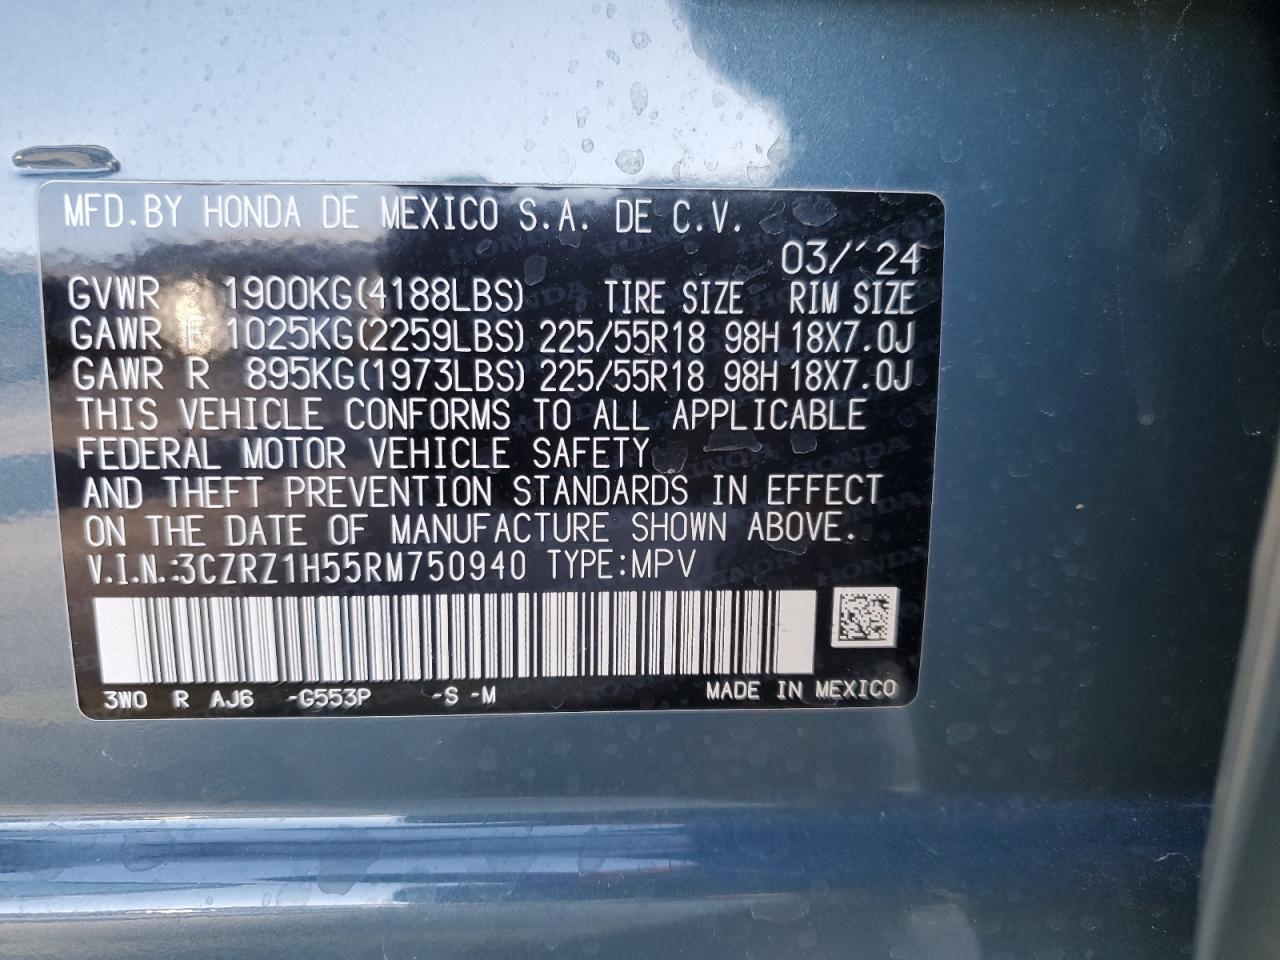 MFD.BY HONDA DE MEXICO S.A. DE C.V.
03/´24
GVWR 1900KG(4188LBS) TIRE SIZE RIM SIZE
GAWR F 1025KG(2259LBS) 225/55R18 98H 18X7.0J
GAWR R 895KG(1973LBS) 225/55R18 98H 18X7.0J
THIS VEHICLE CONFORMS TO ALL APPLICABLE
FEDERAL MOTOR VEHICLE SAFETY
AND THEFT PREVENTION STANDARDS IN EFFECT
ON THE DATE OF MANUFACTURE SHOWN ABOVE.
V.I.N.:3CZRZ1H55RM750940 TYPE:MPV
3WO R AJ6 -G553P -S -M MADE IN MEXICO